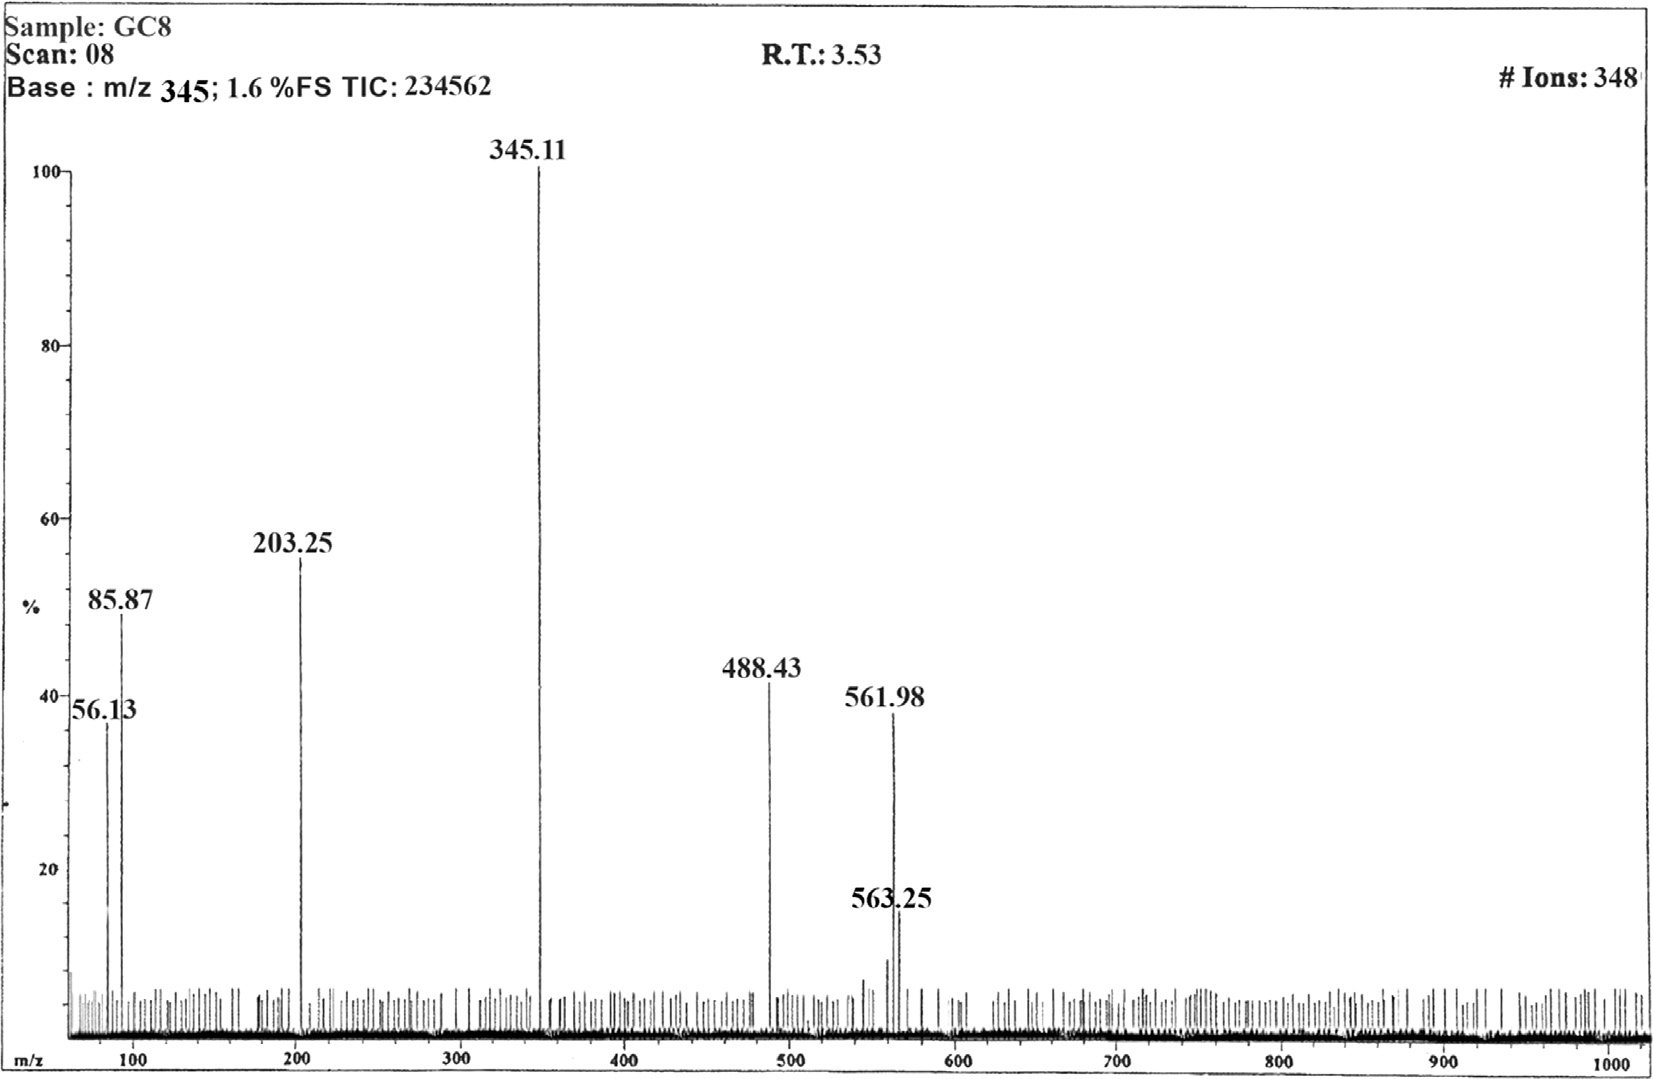 Sample: GC8
Scan: 08
R.T.: 3.53
Base : m/z 345; 1.6 %FS TIC: 234562
# Ions: 348
345.11
100
80
60
203.25
85.87
%
488.43
561.98
40
56.13
20
563.25
m/z 100 200 300 400 500 600 700 800 900 1000